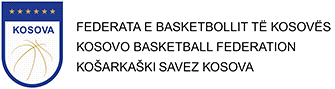 KOSOVA
FEDERATA E BASKETBOLLIT TË KOSOVËS
KOSOVO BASKETBALL FEDERATION
KOŠARKAŠKI SAVEZ KOSOVA